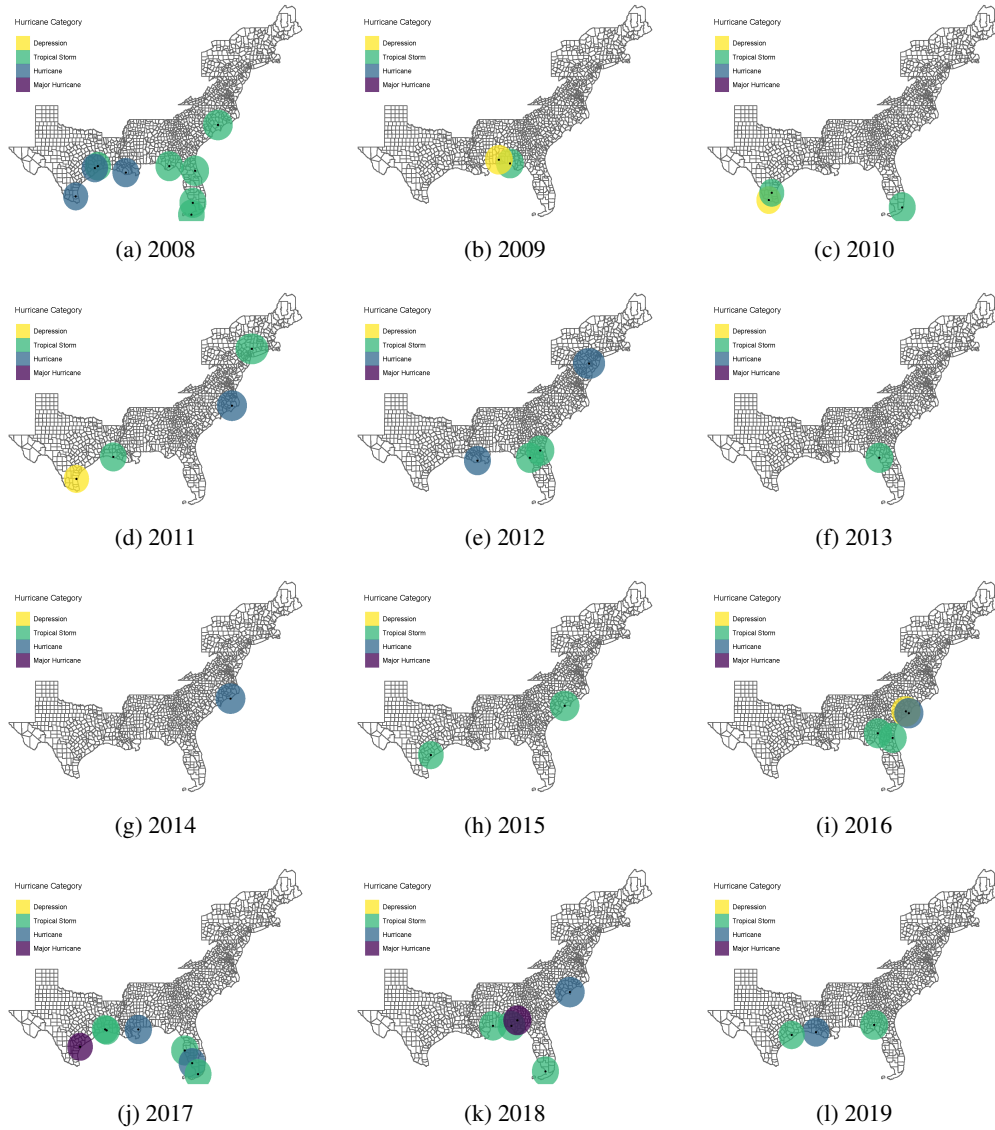 Hurricane Category
Depression
Tropical Storm
Hurricane
Major Hurricane
(a) 2008
Hurricane Category
Depression
Tropical Storm
Hurricane
Major Hurricane
(b) 2009
Hurricane Category
Depression
Tropical Storm
Hurricane
Major Hurricane
(c) 2010
Hurricane Category
Depression
Tropical Storm
Hurricane
Major Hurricane
(d) 2011
Hurricane Category
Depression
Tropical Storm
Hurricane
Major Hurricane
(e) 2012
Hurricane Category
Depression
Tropical Storm
Hurricane
Major Hurricane
(f) 2013
Hurricane Category
Depression
Tropical Storm
Hurricane
Major Hurricane
(g) 2014
Hurricane Category
Depression
Tropical Storm
Hurricane
Major Hurricane
(h) 2015
Hurricane Category
Depression
Tropical Storm
Hurricane
Major Hurricane
(i) 2016
Hurricane Category
Depression
Tropical Storm
Hurricane
Major Hurricane
(j) 2017
Hurricane Category
Depression
Tropical Storm
Hurricane
Major Hurricane
(k) 2018
Hurricane Category
Depression
Tropical Storm
Hurricane
Major Hurricane
(l) 2019